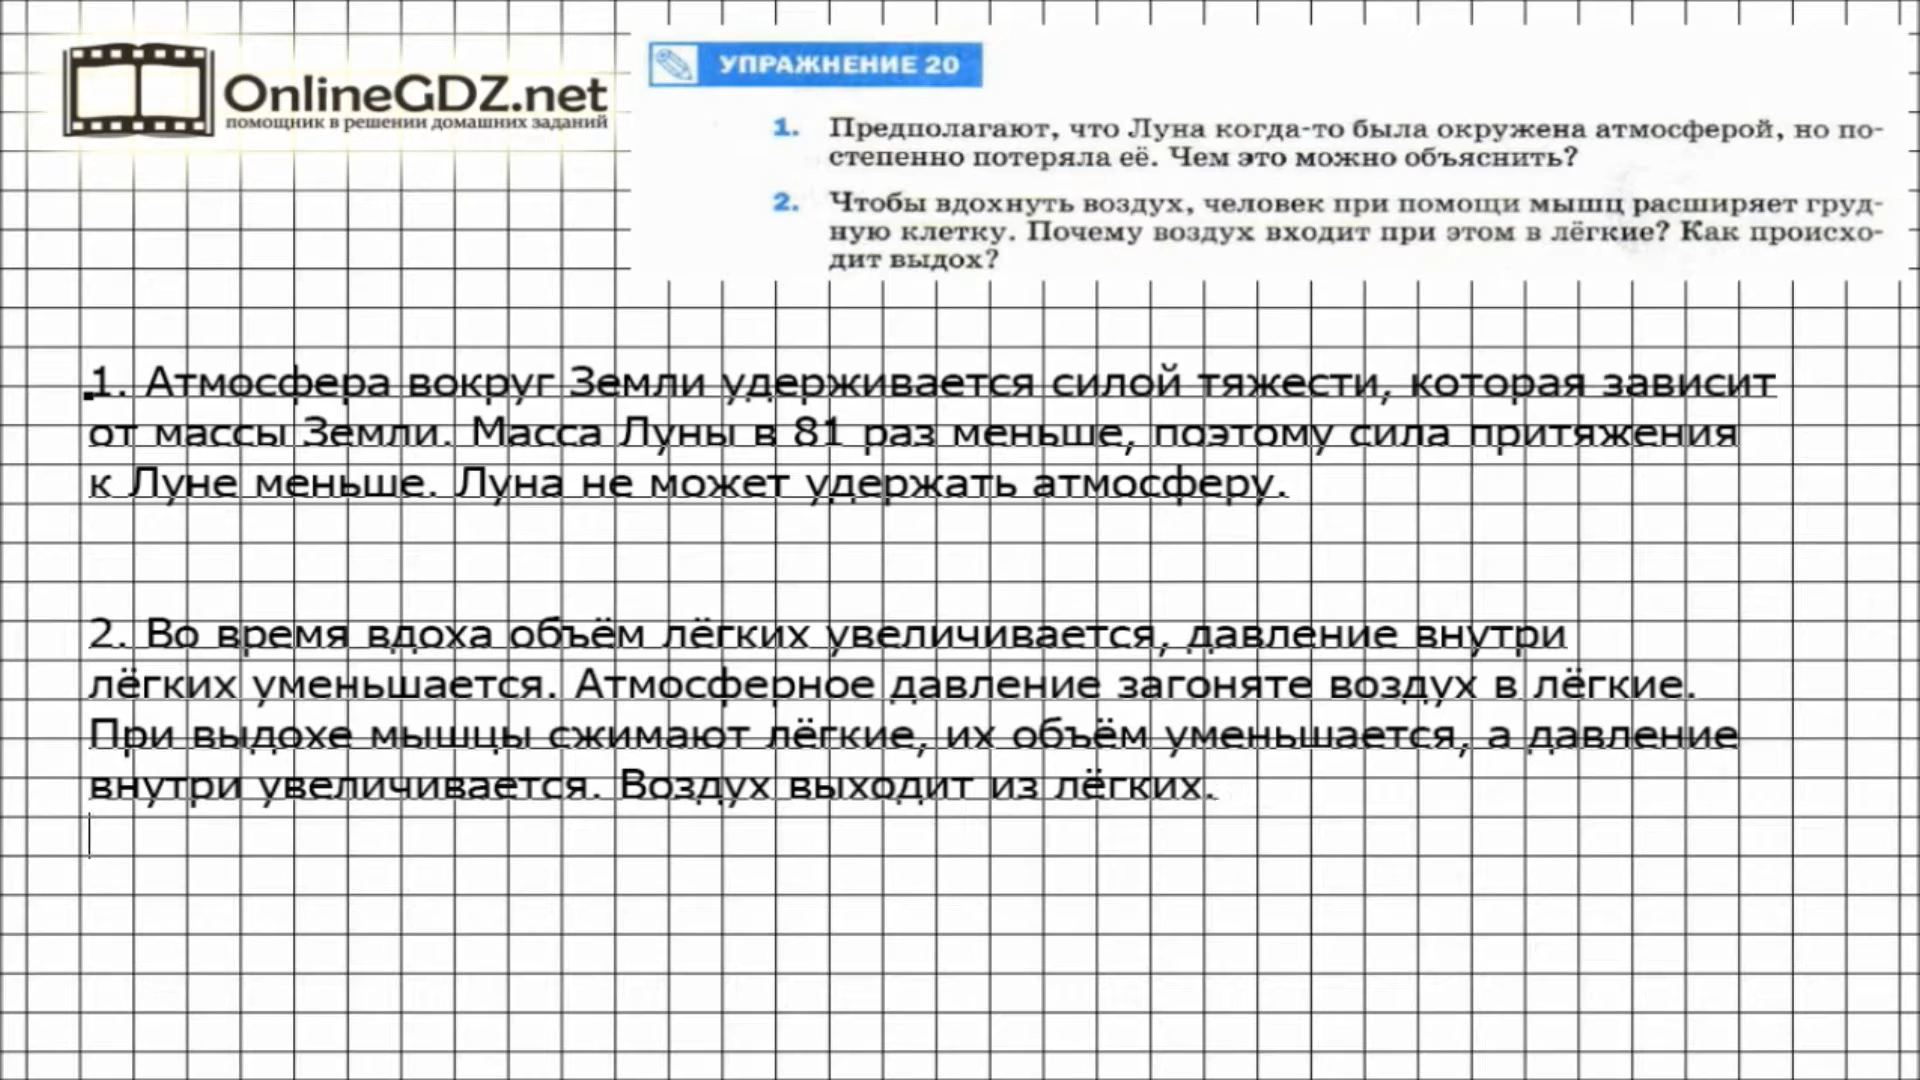 OnlineGDZ.net
помощник в решении домашних заданий
УПРАЖНЕНИЕ 20
1. Предполагают, что Луна когда-то была окружена атмосферой, но по-
степенно потеряла её. Чем это можно объяснить?
2. Чтобы вдохнуть воздух, человек при помощи мышц расширяет груд-
ную клетку. Почему воздух входит при этом в лёгкие? Как происхо-
дит выдох?
1. Атмосфера вокруг Земли удерживается силой тяжести, которая зависит
от массы Земли. Масса Луны в 81 раз меньше, поэтому сила притяжения
к Луне меньше. Луна не может удержать атмосферу.
2. Во время вдоха объём лёгких увеличивается, давление внутри
лёгких уменьшается. Атмосферное давление загоняте воздух в лёгкие.
При выдохе мышцы сжимают лёгкие, их объём уменьшается, а давление
внутри увеличивается. Воздух выходит из лёгких.